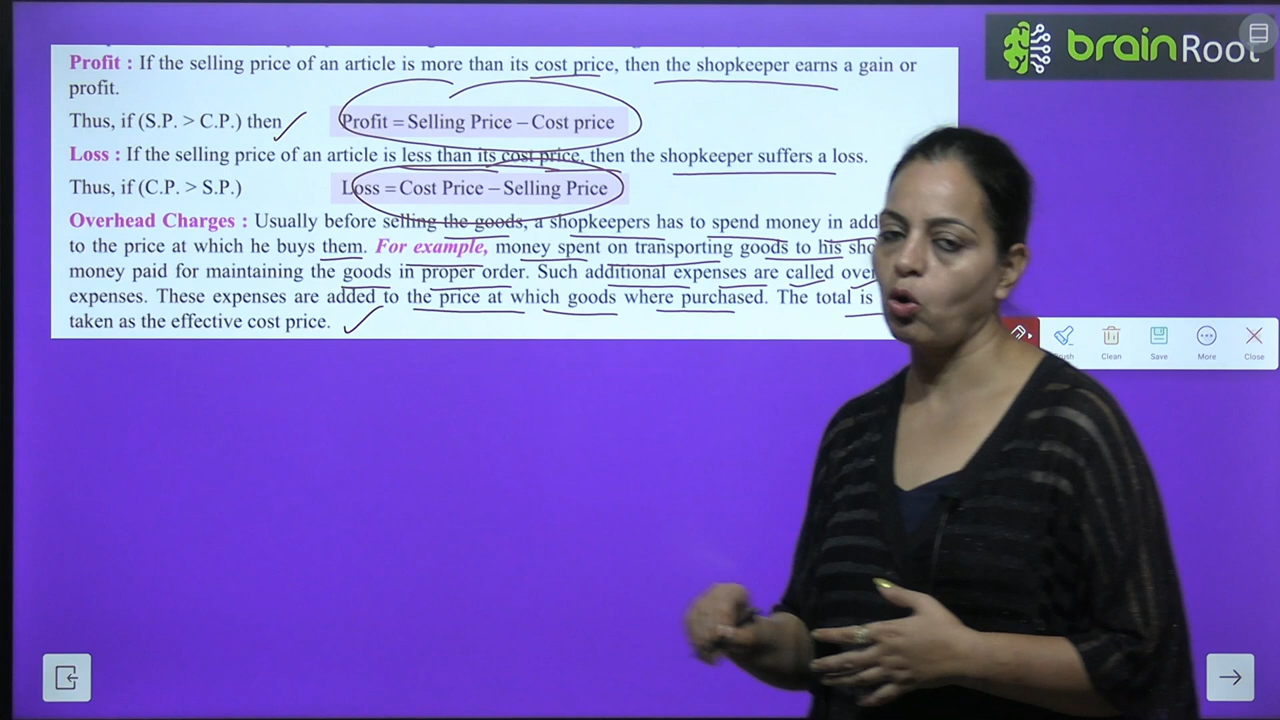 brainRoot
Profit : If the selling price of an article is more than its cost price, then the shopkeeper earns a gain or
profit.
Thus, if (S.P. > C.P.) then Profit = Selling Price – Cost price
Loss : If the selling price of an article is less than its cost price, then the shopkeeper suffers a loss.
Thus, if (C.P. > S.P.) Loss = Cost Price – Selling Price
Overhead Charges : Usually before selling the goods, a shopkeepers has to spend money in
to the price at which he buys them. For example, money spent on transporting goods to his
money paid for maintaining the goods in proper order. Such additional expenses are called
expenses. These expenses are added to the price at which goods where purchased. The total is
taken as the effective cost price.
Clean Save More Close